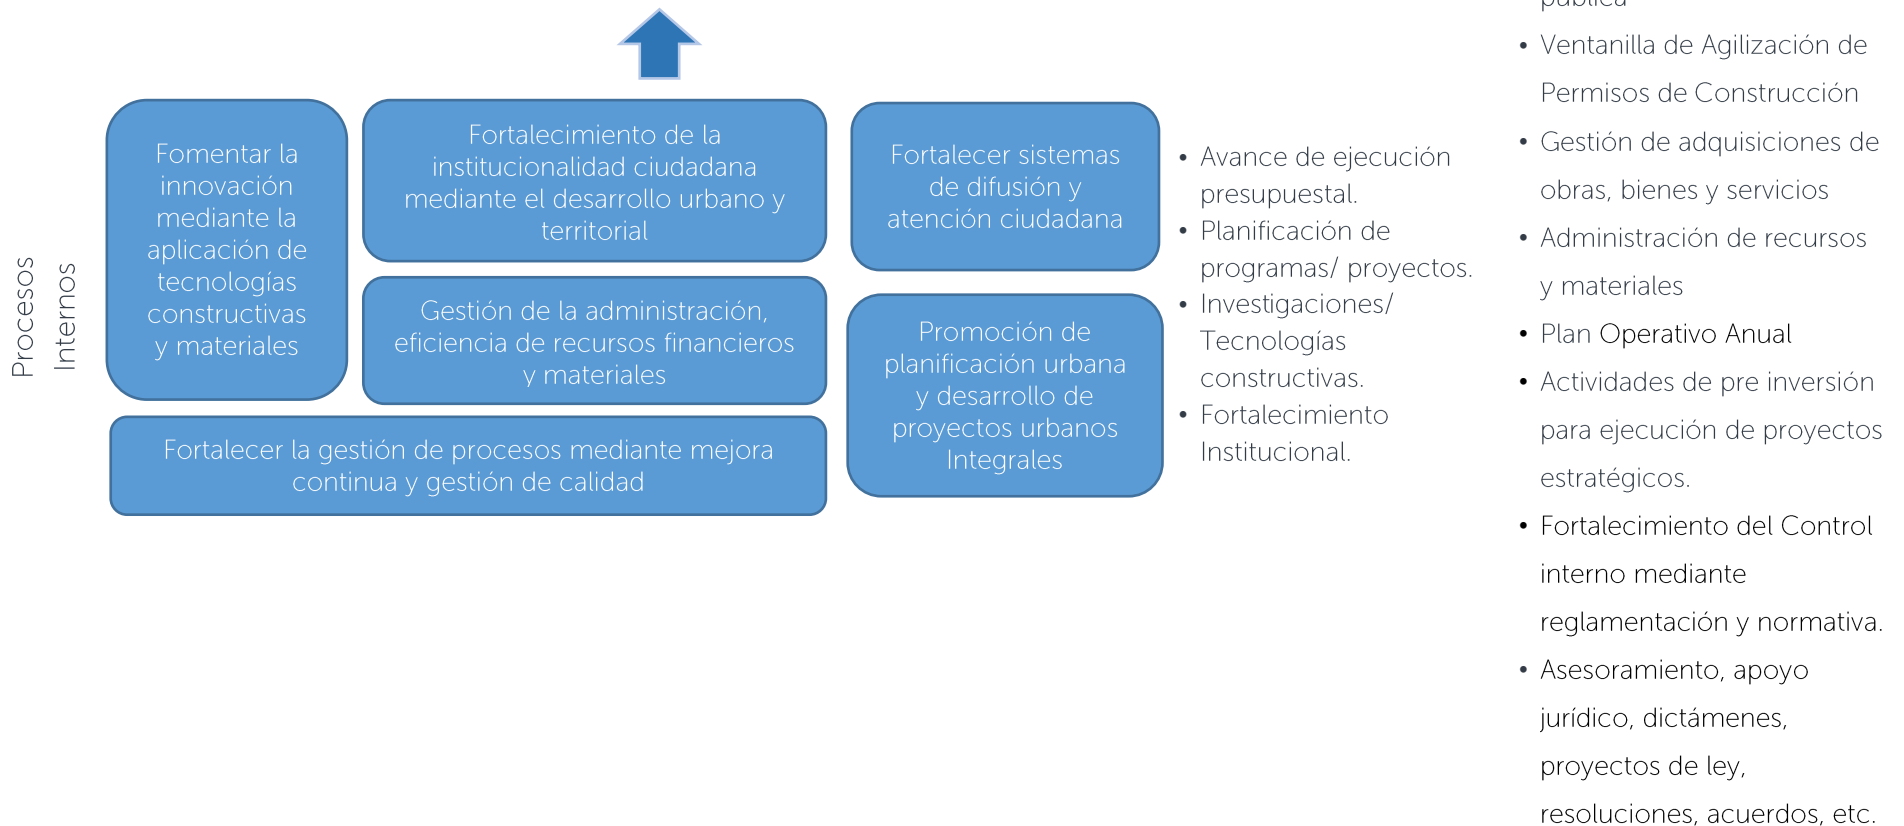 Procesos
Internos
Fomentar la
innovación
mediante la
aplicación de
tecnologías
constructivas
y materiales
Fortalecimiento de la
institucionalidad ciudadana
mediante el desarrollo urbano y
territorial
Gestión de la administración,
eficiencia de recursos financieros
y materiales
Fortalecer la gestión de procesos mediante mejora
continua y gestión de calidad
Fortalecer sistemas
de difusión y
atención ciudadana
Promoción de
planificación urbana
y desarrollo de
proyectos urbanos
Integrales
• Avance de ejecución
presupuestal.
• Planificación de
programas/ proyectos.
• Investigaciones/
Tecnologías
constructivas.
• Fortalecimiento
Institucional.
• Ventanilla de Agilización de
Permisos de Construcción
• Gestión de adquisiciones de
obras, bienes y servicios
• Administración de recursos
y materiales
• Plan Operativo Anual
• Actividades de pre inversión
para ejecución de proyectos
estratégicos.
• Fortalecimiento del Control
interno mediante
reglamentación y normativa.
• Asesoramiento, apoyo
jurídico, dictámenes,
proyectos de ley,
resoluciones, acuerdos, etc.